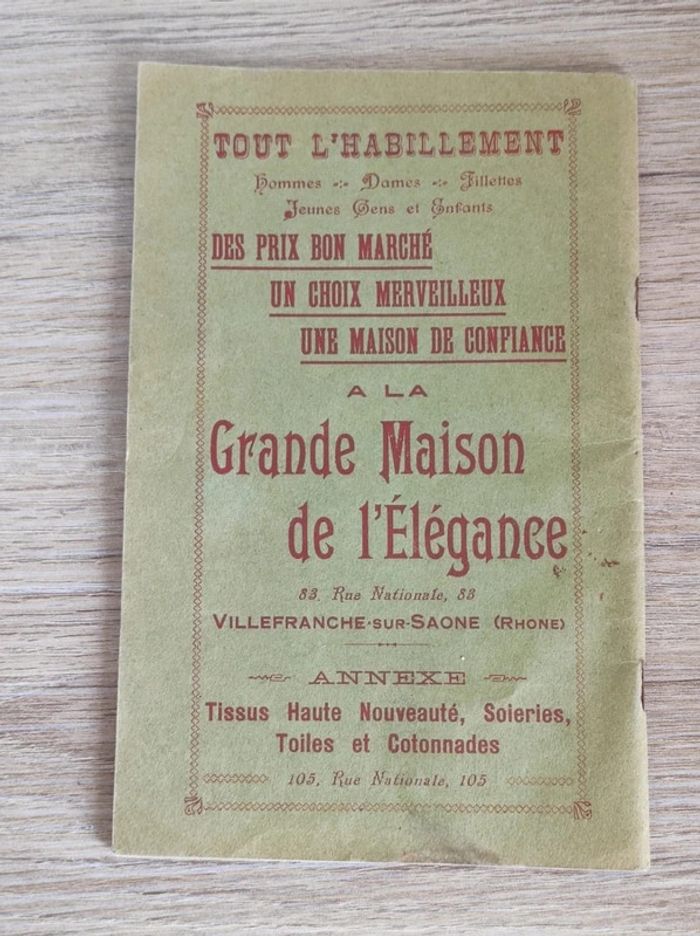 TOUT L'HABILLEMENT
Hommes -:- Dames -:- Fillettes
Jeunes Gens et Enfants
DES PRIX BON MARCHÉ
UN CHOIX MERVEILLEUX
UNE MAISON DE CONFIANCE
A LA
Grande Maison
de l'Élégance
83, Rue Nationale, 83
VILLEFRANCHE-SUR-SAONE (RHONE)
ANNEXE
Tissus Haute Nouveauté, Soieries,
Toiles et Cotonnades
105, Rue Nationale, 105